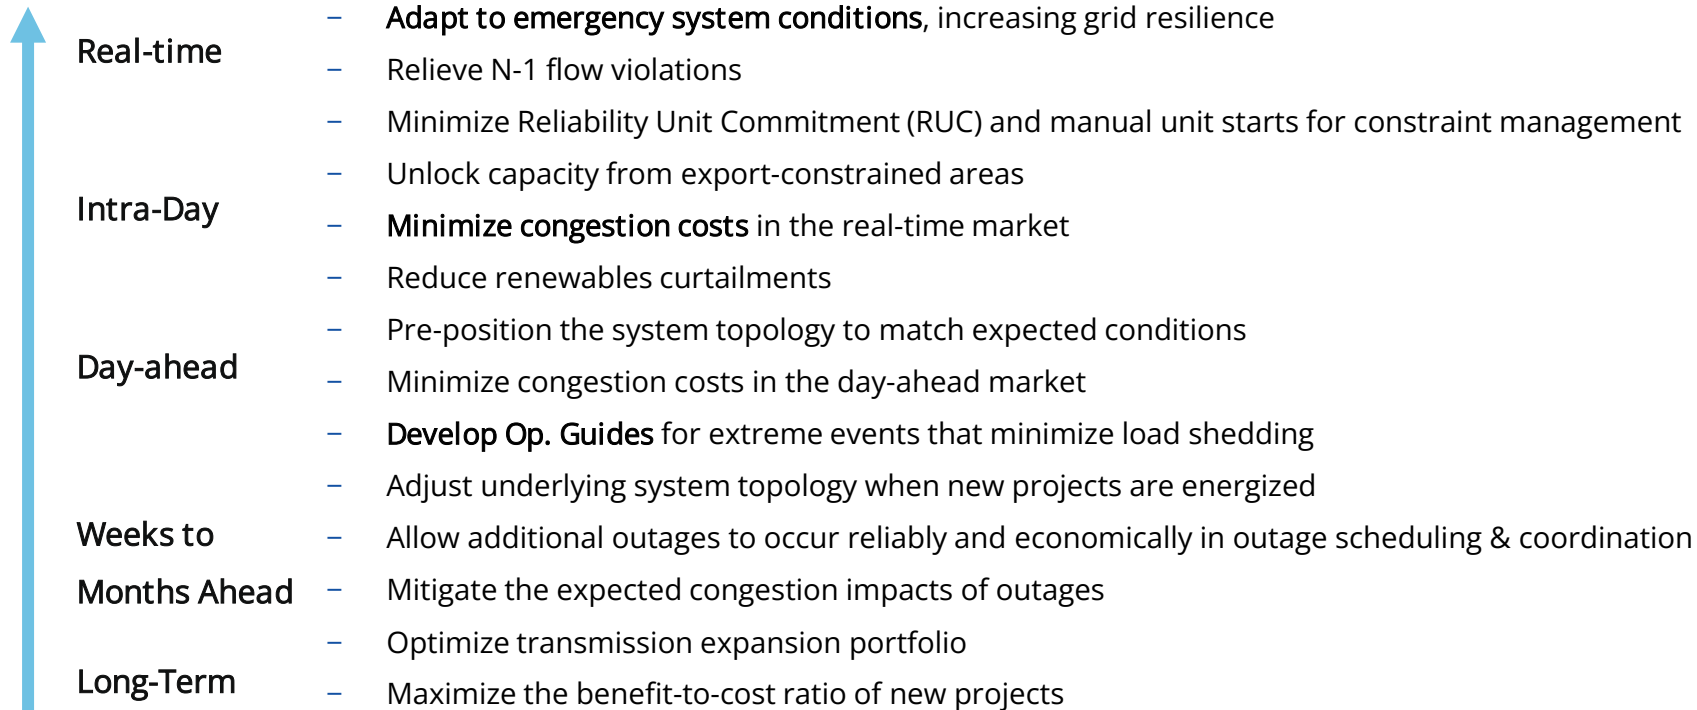 Real-time
– Adapt to emergency system conditions, increasing grid resilience
– Relieve N-1 flow violations
– Minimize Reliability Unit Commitment (RUC) and manual unit starts for constraint management
Intra-Day
– Unlock capacity from export-constrained areas
– Minimize congestion costs in the real-time market
– Reduce renewables curtailments
Day-ahead
– Pre-position the system topology to match expected conditions
– Minimize congestion costs in the day-ahead market
– Develop Op. Guides for extreme events that minimize load shedding
– Adjust underlying system topology when new projects are energized
Weeks to
Months Ahead
– Allow additional outages to occur reliably and economically in outage scheduling & coordination
– Mitigate the expected congestion impacts of outages
Long-Term
– Optimize transmission expansion portfolio
– Maximize the benefit-to-cost ratio of new projects